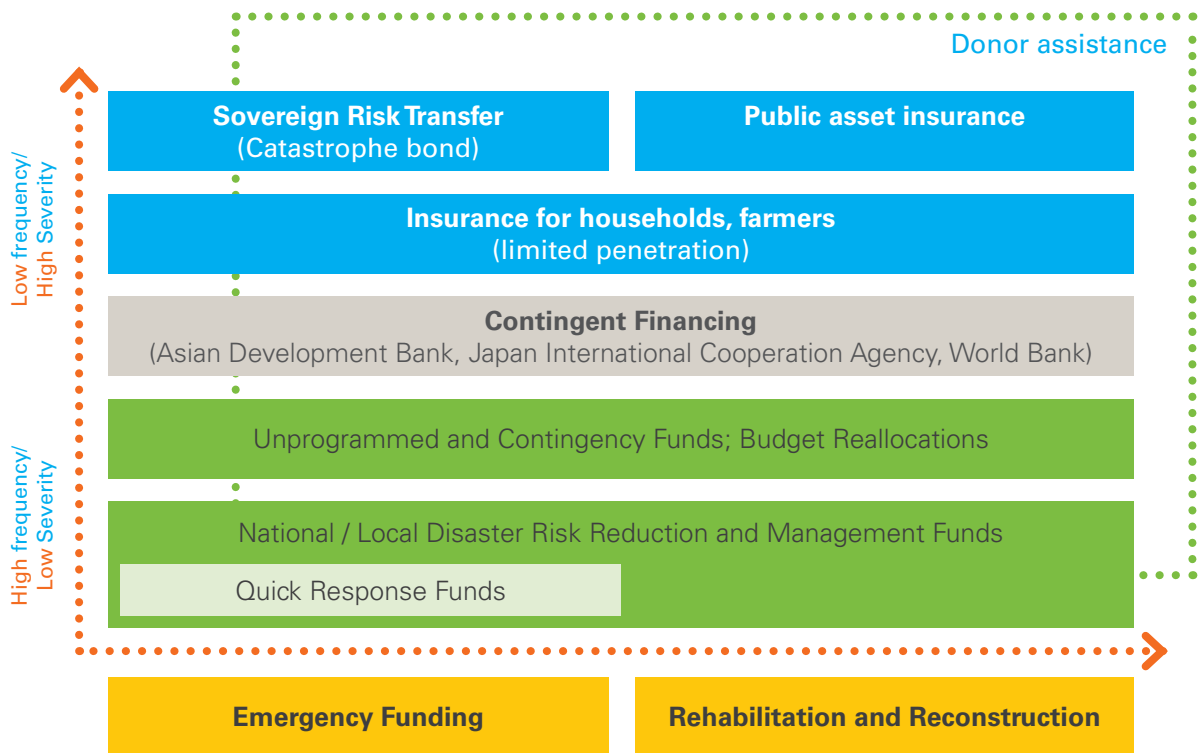 Donor assistance
Sovereign Risk Transfer
(Catastrophe bond)
Public asset insurance
Low frequency/
High Severity
Insurance for households, farmers
(limited penetration)
Contingent Financing
(Asian Development Bank, Japan International Cooperation Agency, World Bank)
High frequency/
Low Severity
Unprogrammed and Contingency Funds; Budget Reallocations
National / Local Disaster Risk Reduction and Management Funds
Quick Response Funds
Emergency Funding
Rehabilitation and Reconstruction